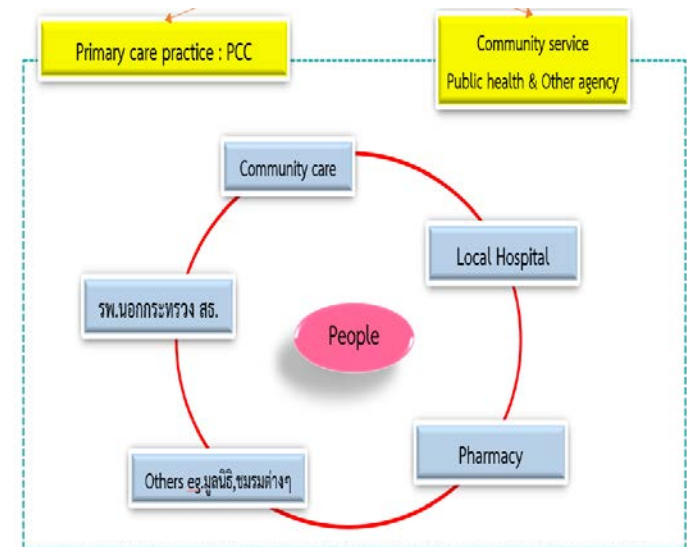 Primary care practice : PCC
Community service
Public health & Other agency
Community care
Local Hospital
รพ.นอกกระทรวง สธ.
People
Pharmacy
Others eg.มูลนิธิ,ชมรมต่างๆ